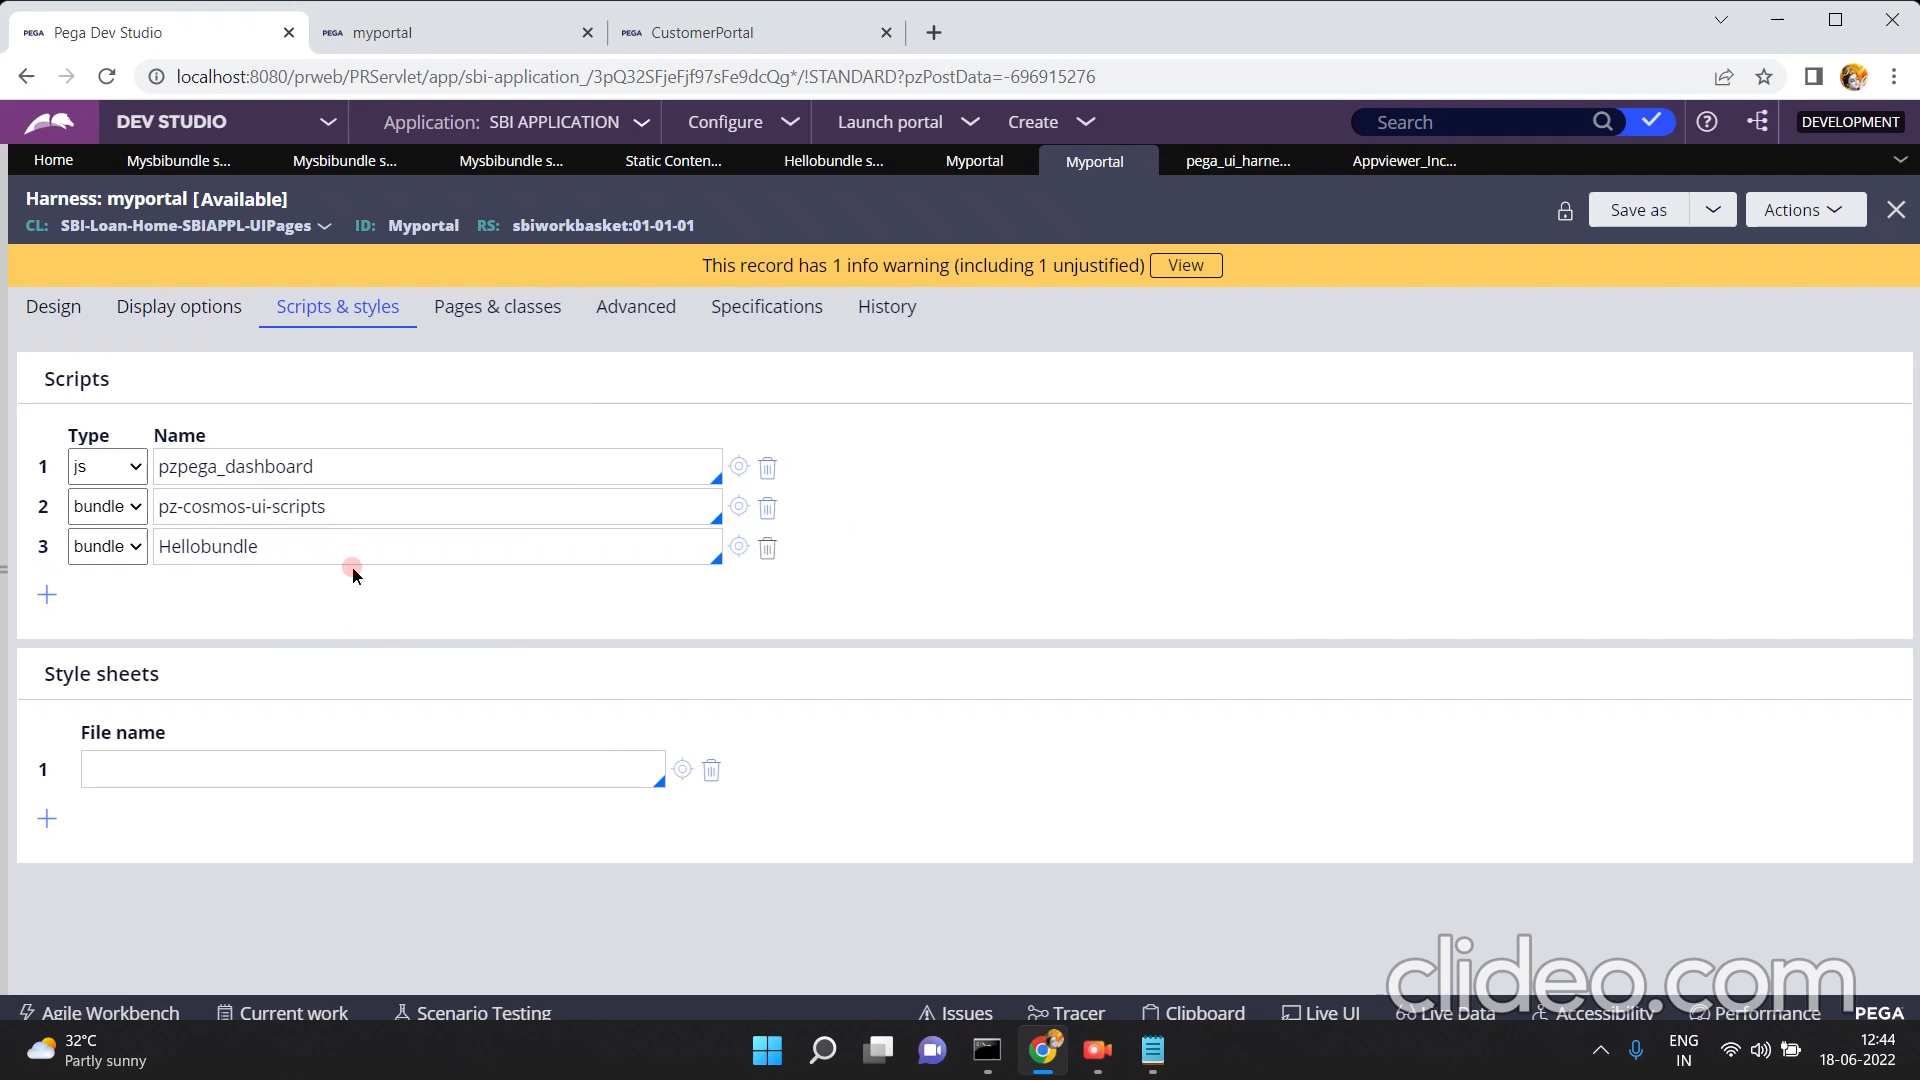 PEGA Pega Dev Studio
PEGA myportal
PEGA CustomerPortal
localhost:8080/prweb/PRServlet/app/sbi-application_/3pQ32SFjeFjf97sFe9dcQg*/!STANDARD?pzPostData=-696915276
DEV STUDIO
Application: SBI APPLICATION
Configure
Launch portal
Create
Search
DEVELOPMENT
Home
Mysbibundle s...
Mysbibundle s...
Mysbibundle s...
Static Conten...
Hellobundle s...
Myportal
Myportal
pega_ui_harne...
Appviewer_Inc...
Harness: myportal [Available]
CL: SBI-Loan-Home-SBIAPPL-UIPages ID: Myportal RS: sbiworkbasket:01-01-01
Save as
Actions
This record has 1 info warning (including 1 unjustified) View
Design
Display options
Scripts & styles
Pages & classes
Advanced
Specifications
History
Scripts
Type Name
1 js pzpega_dashboard
2 bundle pz-cosmos-ui-scripts
3 bundle Hellobundle
Style sheets
File name
1
clideo.com
Agile Workbench
Current work
Scenario Testing
Issues
Tracer
Clipboard
Live UI
Live Data
Accessibility
Performance
PEGA
32°C
Partly sunny
ENG
IN
12:44
18-06-2022